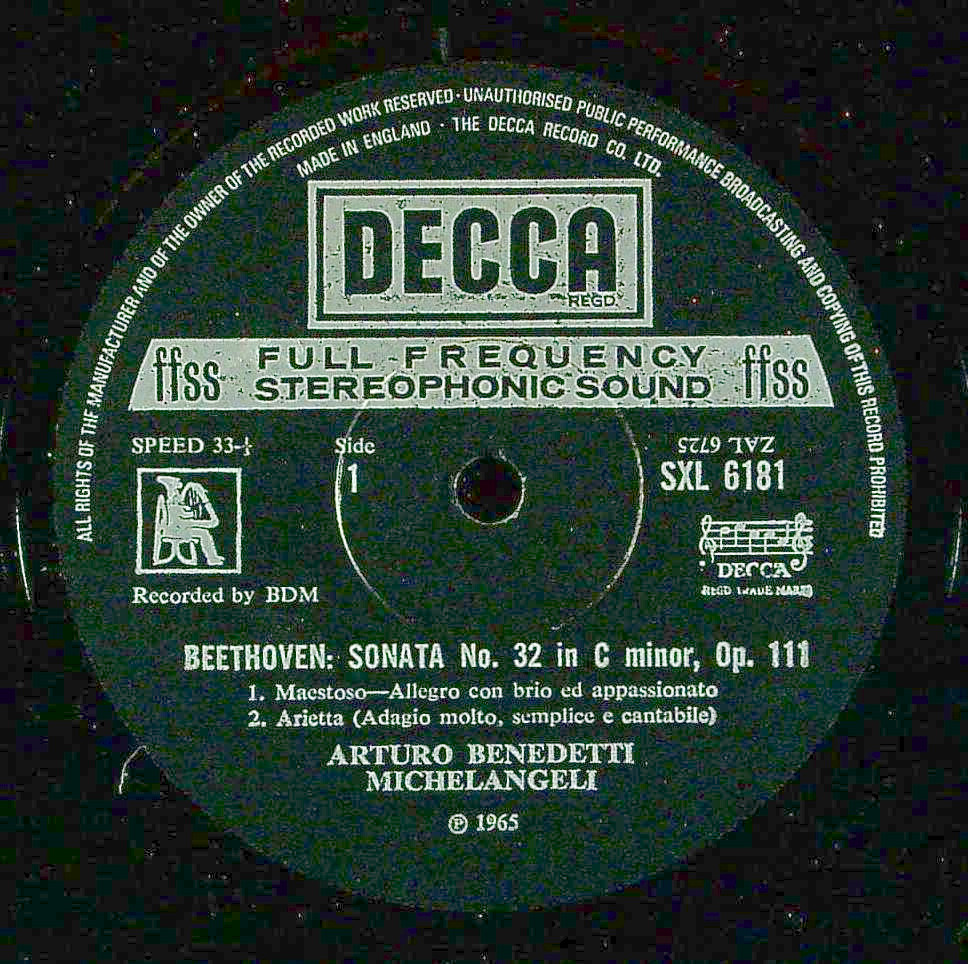 ALL RIGHTS OF THE MANUFACTURER AND OF THE OWNER OF THE RECORDED WORK RESERVED · UNAUTHORISED PUBLIC PERFORMANCE BROADCASTING AND COPYING OF THIS RECORD PROHIBITED
MADE IN ENGLAND · THE DECCA RECORD CO. LTD.
DECCA
REGD.
ffss FULL FREQUENCY ffss
STEREOPHONIC SOUND
SPEED 33-⅓
Side
1
ZAL 6725
SXL 6181
DECCA
REGD TRADE MARK
Recorded by BDM
BEETHOVEN: SONATA No. 32 in C minor, Op. 111
1. Maestoso—Allegro con brio ed appassionato
2. Arietta (Adagio molto, semplice e cantabile)
ARTURO BENEDETTI
MICHELANGELI
℗ 1965